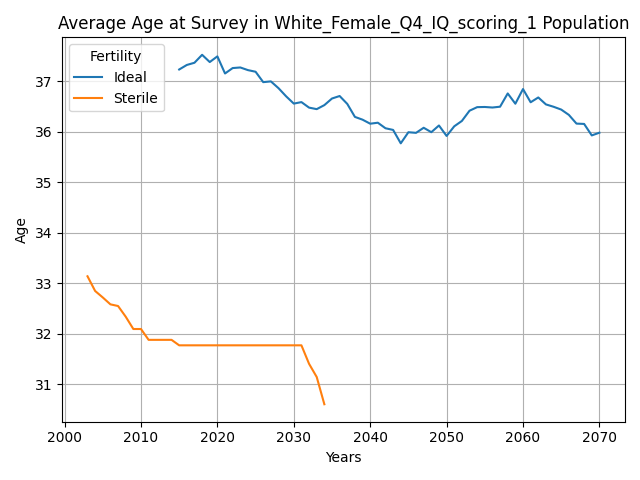 Average Age at Survey in White_Female_Q4_IQ_scoring_1 Population
Fertility
Ideal
Sterile
37
36
35
34
33
32
31
Age
2000 2010 2020 2030 2040 2050 2060 2070
Years